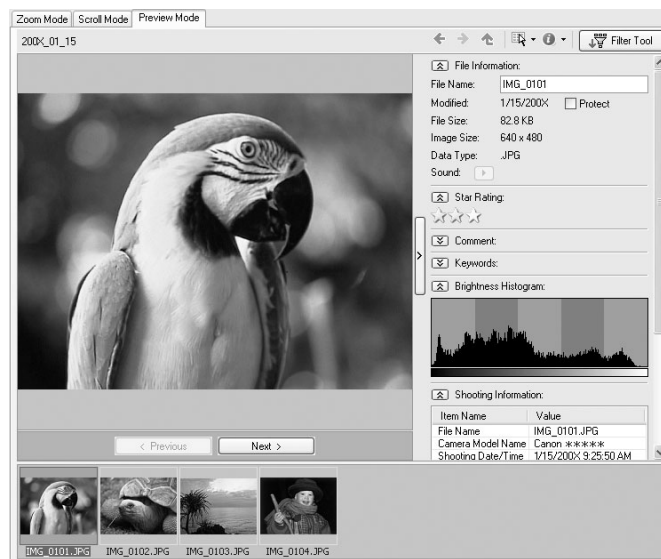 Zoom Mode Scroll Mode Preview Mode
200X_01_15
Filter Tool
File Information:
File Name: IMG_0101
Modified: 1/15/200X Protect
File Size: 82.8 KB
Image Size: 640 x 480
Data Type: .JPG
Sound:
Star Rating:
Comment:
Keywords:
Brightness Histogram:
Shooting Information:
Item Name Value
File Name IMG_0101.JPG
Camera Model Name Canon *****
Shooting Date/Time 1/15/200X 9:25:50 AM
< Previous Next >
IMG_0101.JPG IMG_0102.JPG IMG_0103.JPG IMG_0104.JPG